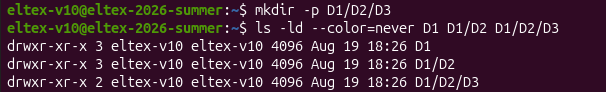 eltex-v10@eltex-2026-summer:~$ mkdir -p D1/D2/D3
eltex-v10@eltex-2026-summer:~$ ls -ld --color=never D1 D1/D2 D1/D2/D3
drwxr-xr-x 3 eltex-v10 eltex-v10 4096 Aug 19 18:26 D1
drwxr-xr-x 3 eltex-v10 eltex-v10 4096 Aug 19 18:26 D1/D2
drwxr-xr-x 2 eltex-v10 eltex-v10 4096 Aug 19 18:26 D1/D2/D3